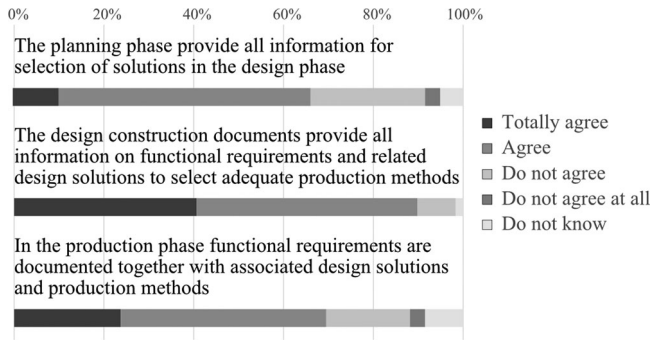 0% 20% 40% 60% 80% 100%
The planning phase provide all information for
selection of solutions in the design phase
The design construction documents provide all
information on functional requirements and related
design solutions to select adequate production methods
In the production phase functional requirements are
documented together with associated design solutions
and production methods
Totally agree
Agree
Do not agree
Do not agree at all
Do not know